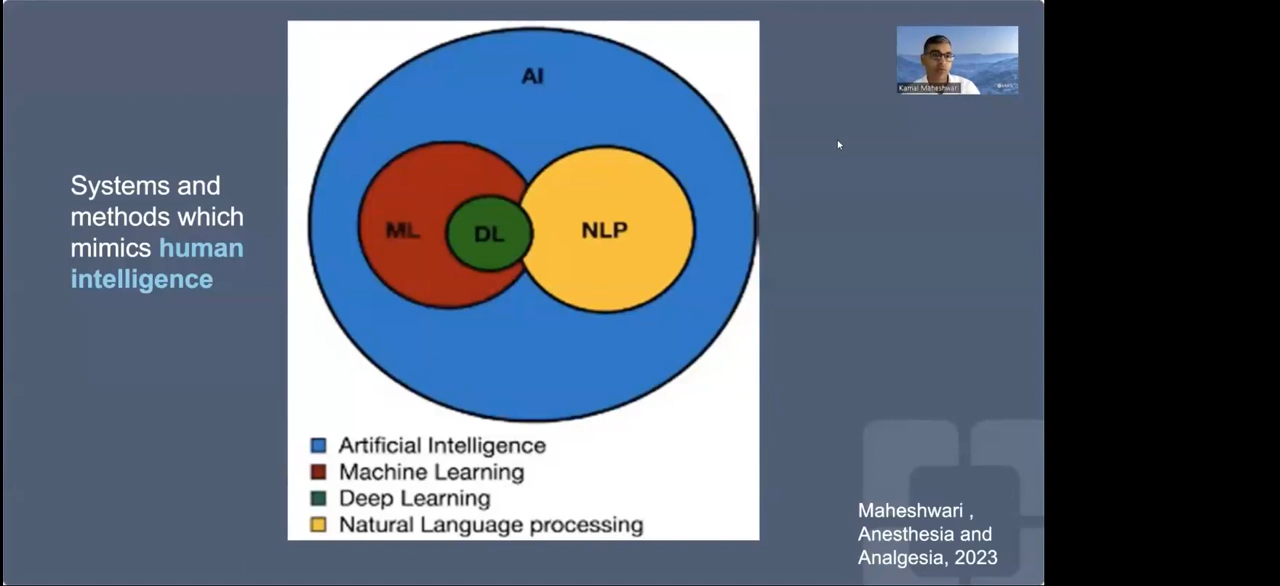 Systems and
methods which
mimics human
intelligence
AI
ML
DL
NLP
Artificial Intelligence
Machine Learning
Deep Learning
Natural Language processing
Kamal Maheshwari
Maheshwari ,
Anesthesia and
Analgesia, 2023